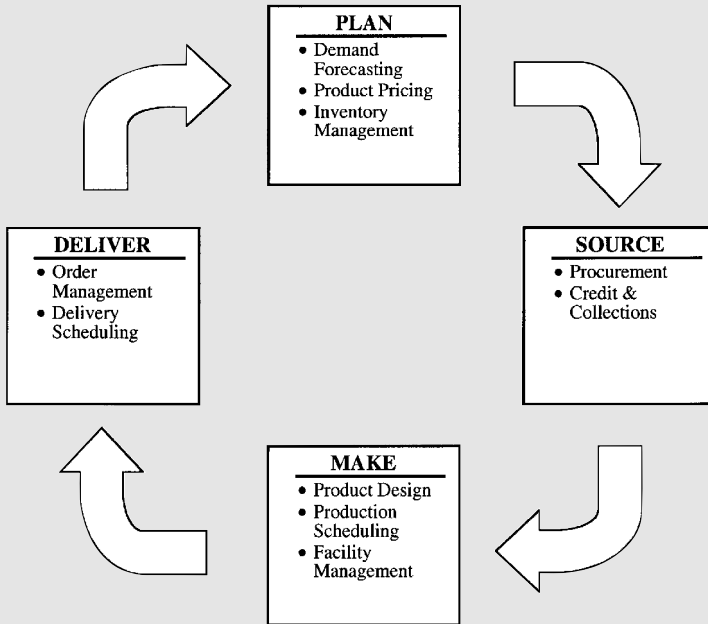 PLAN
• Demand
Forecasting
• Product Pricing
• Inventory
Management
DELIVER
• Order
Management
• Delivery
Scheduling
SOURCE
• Procurement
• Credit &
Collections
MAKE
• Product Design
• Production
Scheduling
• Facility
Management